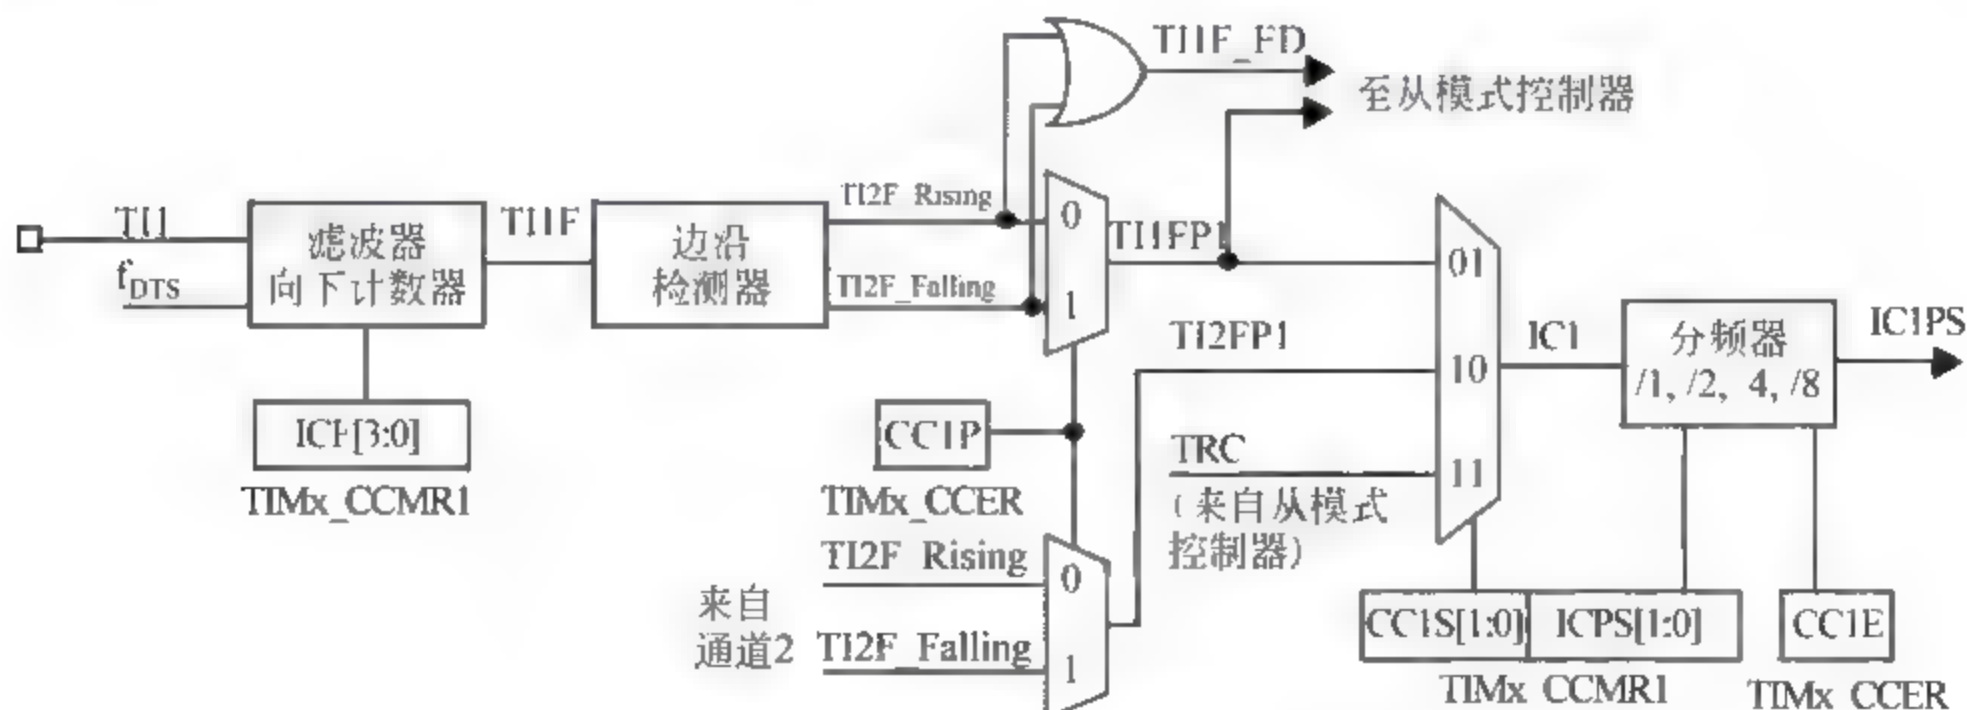 TI1F_ED
至从模式控制器
TI1
f_DTS
滤波器
向下计数器
TI1F
边沿
检测器
TI2F_Rising
TI2F_Falling
0
1
TI1FP1
01
10
11
TI2FP1
TRC
(来自从模式
控制器)
IC1
分频器
/1, /2, 4, /8
IC1PS
ICF[3:0]
TIMx_CCMR1
CC1P
TIMx_CCER
来自
通道2
TI2F_Rising
TI2F_Falling
0
1
CC1S[1:0]
ICPS[1:0]
TIMx_CCMR1
CC1E
TIMx_CCER